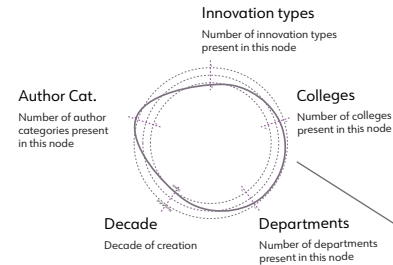 Innovation types
Number of innovation types
present in this node
Author Cat.
Number of author
categories present
in this node
Colleges
Number of colleges
present in this node
Decade
Decade of creation
Departments
Number of departments
present in this node